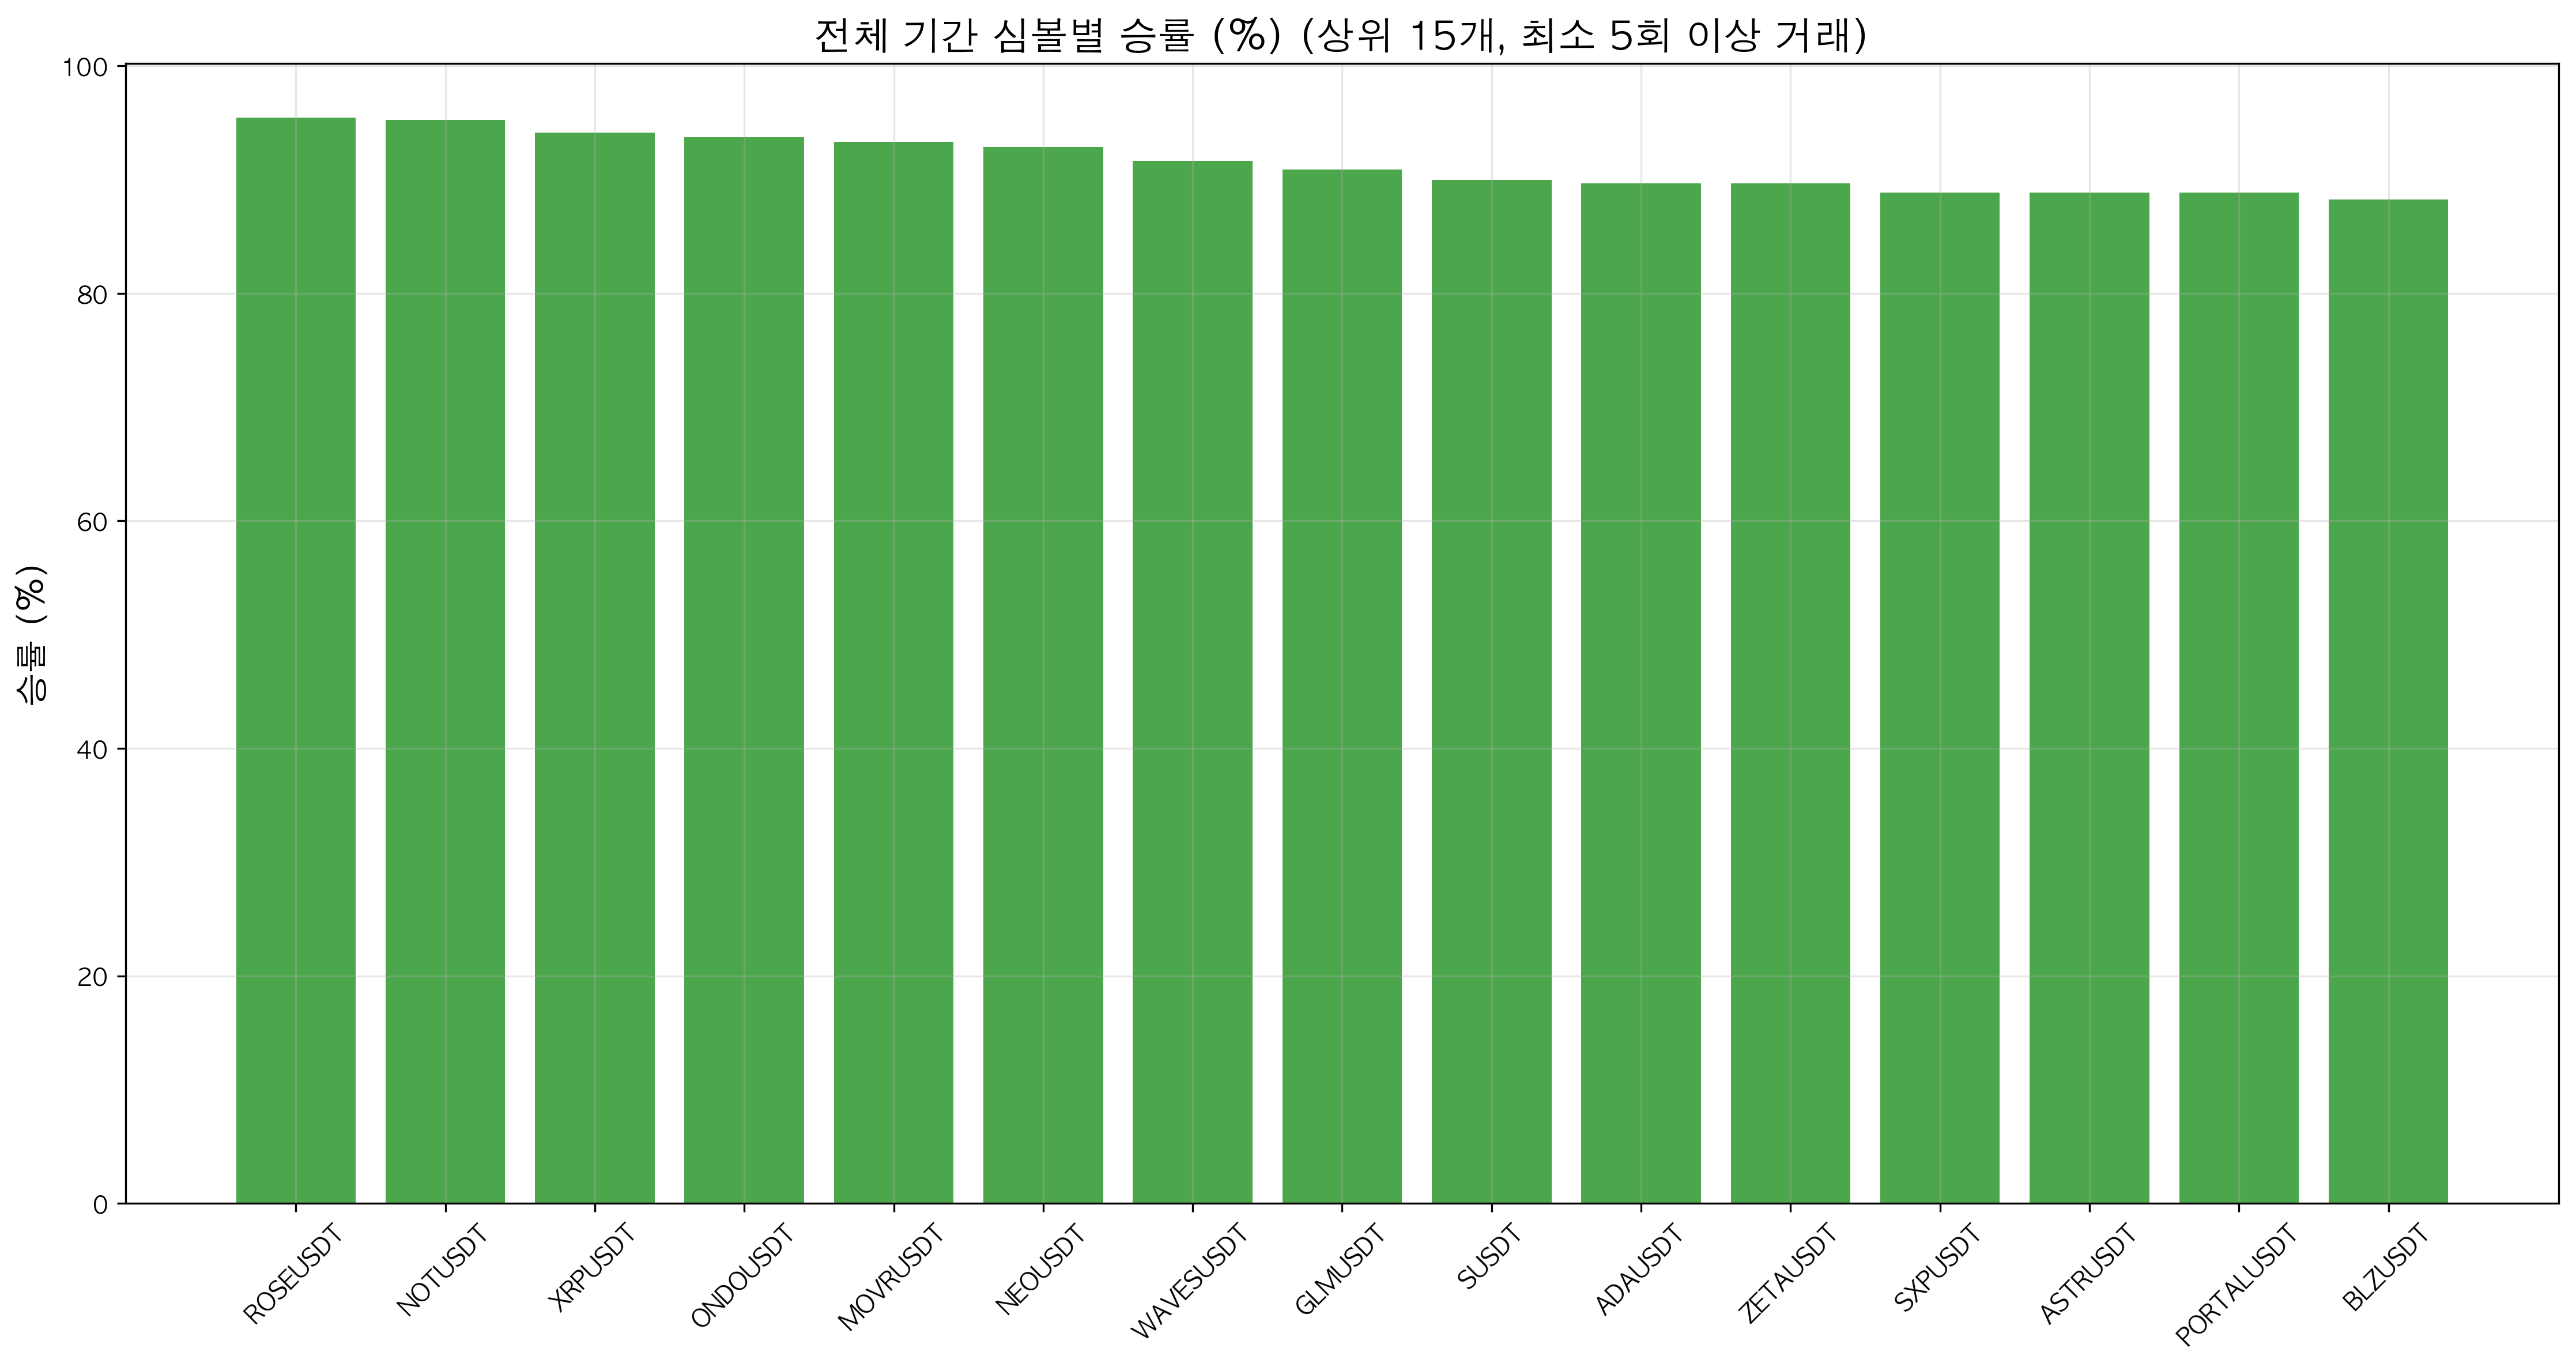 전체 기간 심볼별 승률 (%) (상위 15개, 최소 5회 이상 거래)
승률 (%)
100
80
60
40
20
0
ROSEUSDT
NOTUSDT
XRPUSDT
ONDOUSDT
MOVRUSDT
NEOUSDT
WAVESUSDT
GLMUSDT
SUSDT
ADAUSDT
ZETAUSDT
SXPUSDT
ASTRUSDT
PORTALUSDT
BLZUSDT